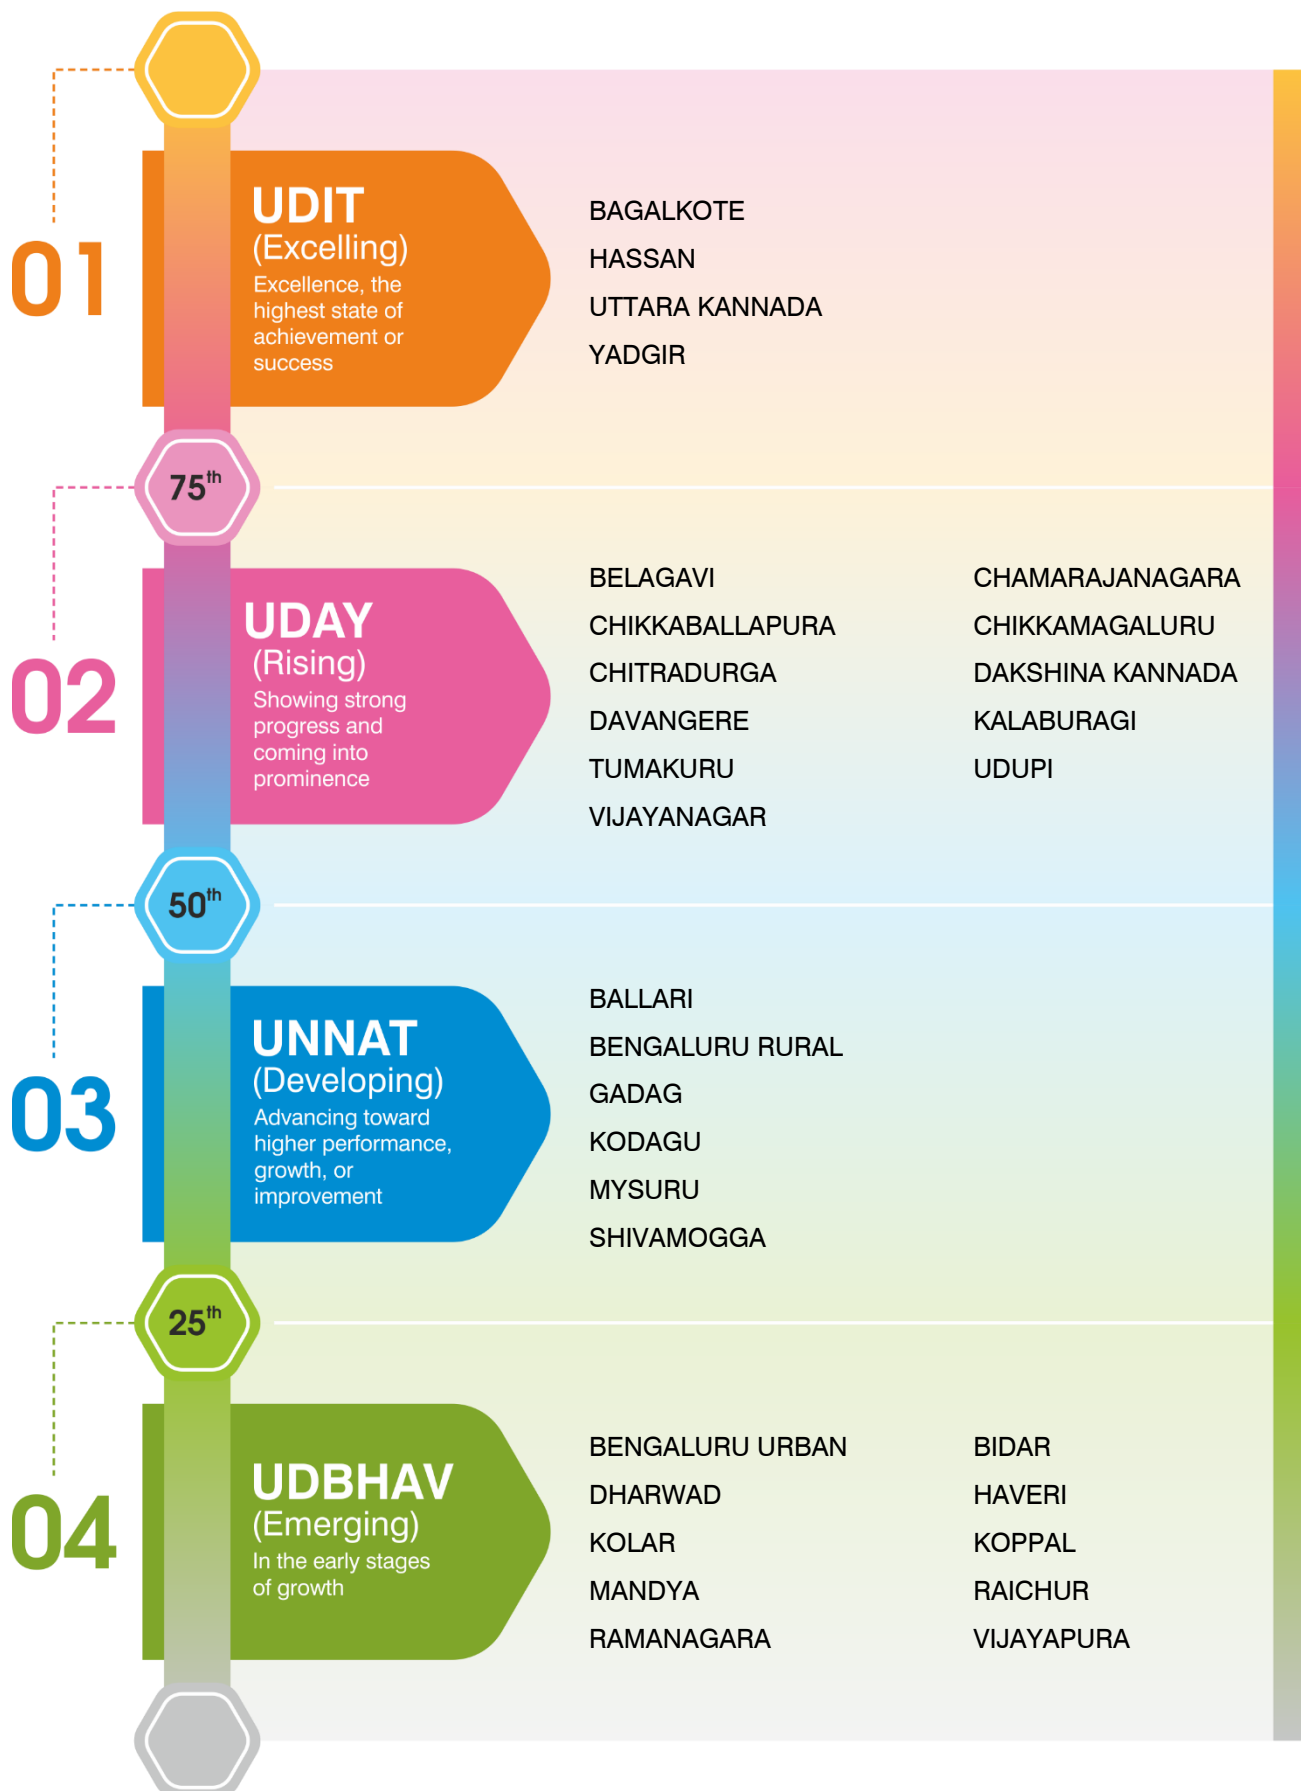 01
UDIT
(Excelling)
Excellence, the
highest state of
achievement or
success
BAGALKOTE
HASSAN
UTTARA KANNADA
YADGIR
75th
02
UDAY
(Rising)
Showing strong
progress and
coming into
prominence
BELAGAVI
CHIKKABALLAPURA
CHITRADURGA
DAVANGERE
TUMAKURU
VIJAYANAGAR
CHAMARAJANAGARA
CHIKKAMAGALURU
DAKSHINA KANNADA
KALABURAGI
UDUPI
50th
03
UNNAT
(Developing)
Advancing toward
higher performance,
growth, or
improvement
BALLARI
BENGALURU RURAL
GADAG
KODAGU
MYSURU
SHIVAMOGGA
25th
04
UDBHAV
(Emerging)
In the early stages
of growth
BENGALURU URBAN
DHARWAD
KOLAR
MANDYA
RAMANAGARA
BIDAR
HAVERI
KOPPAL
RAICHUR
VIJAYAPURA